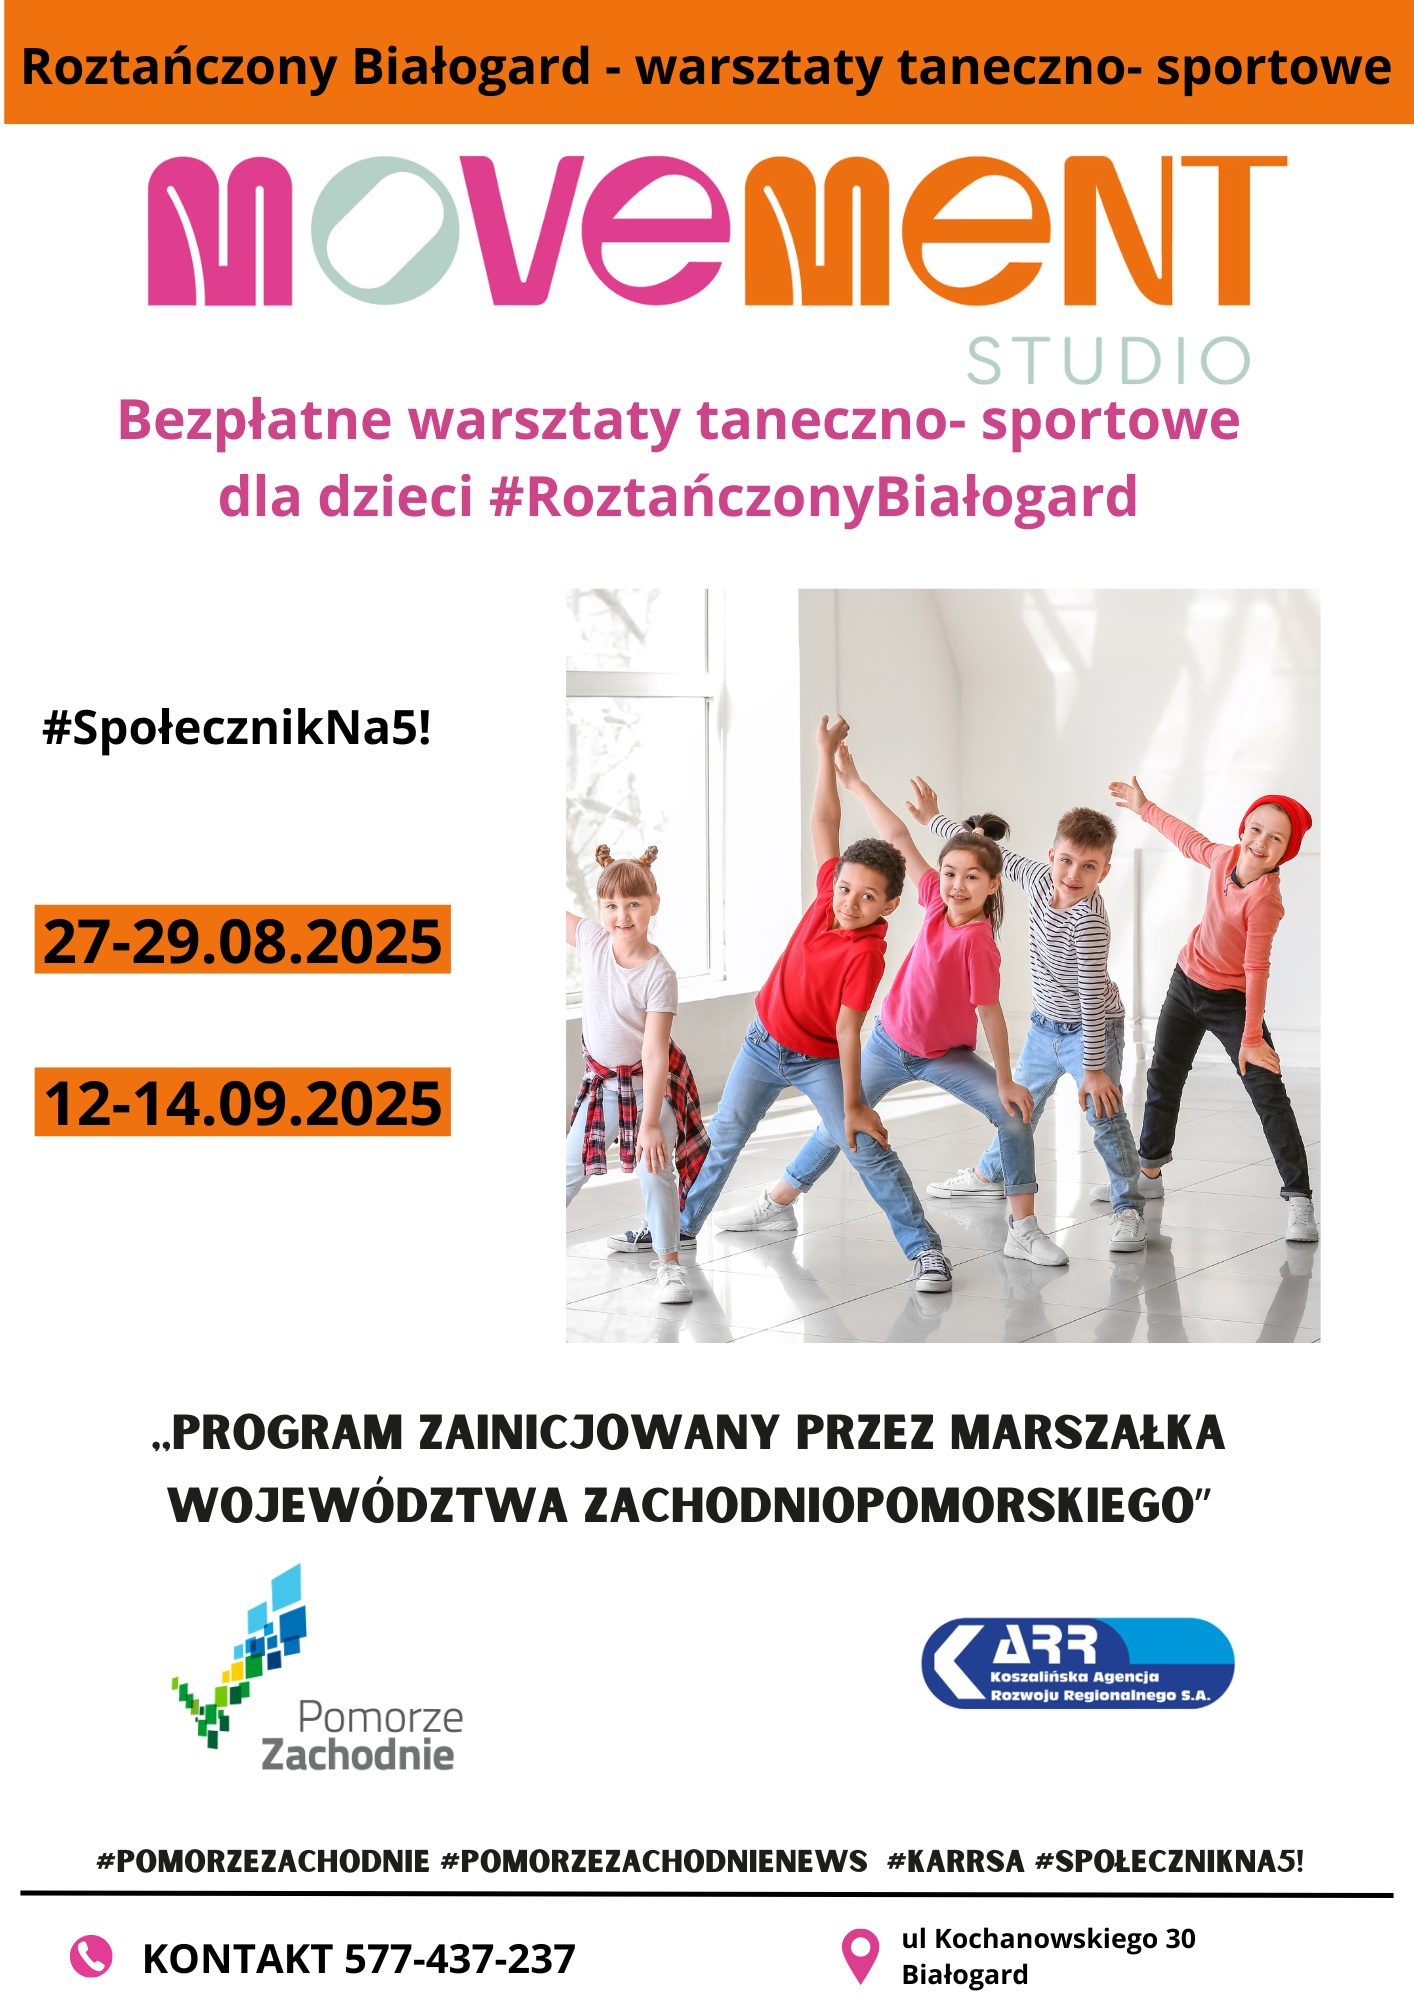 Roztańczony Białogard - warsztaty taneczno- sportowe
MOVEMENT
STUDIO
Bezpłatne warsztaty taneczno- sportowe
dla dzieci #RoztańczonyBiałogard
#SpołecznikNa5!
27-29.08.2025
12-14.09.2025
„PROGRAM ZAINICJOWANY PRZEZ MARSZAŁKA
WOJEWÓDZTWA ZACHODNIOPOMORSKIEGO”
Pomorze
Zachodnie
KARR
Koszalińska Agencja
Rozwoju Regionalnego S.A.
#POMORZEZACHODNIE #POMORZEZACHODNIENEWS #KARRSA #SPOŁECZNIKNA5!
KONTAKT 577-437-237
ul Kochanowskiego 30
Białogard